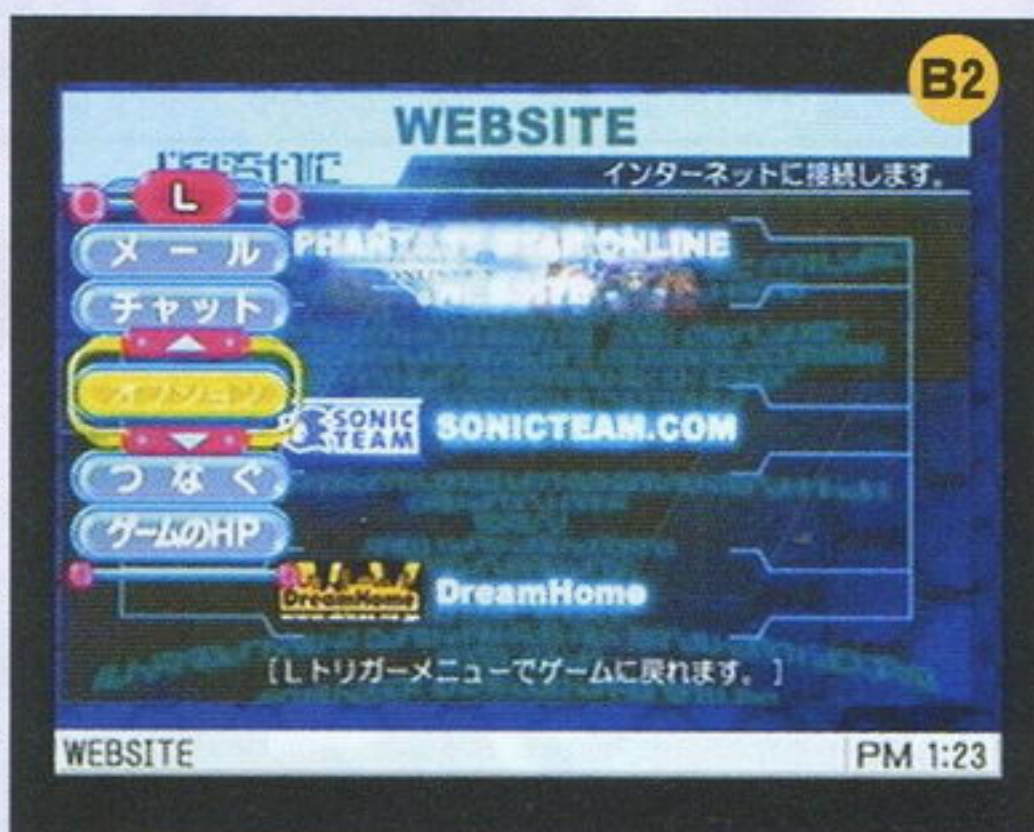 B2
WEBSITE
インターネットに接続します。
L
メール
チャット
オプション
つなぐ
ゲームのHP
PHANTASY STAR ONLINE
SONIC
TEAM
SONICTEAM.COM
DreamHome
DreamHome
[Lトリガーメニューでゲームに戻れます。]
WEBSITE
PM 1:23